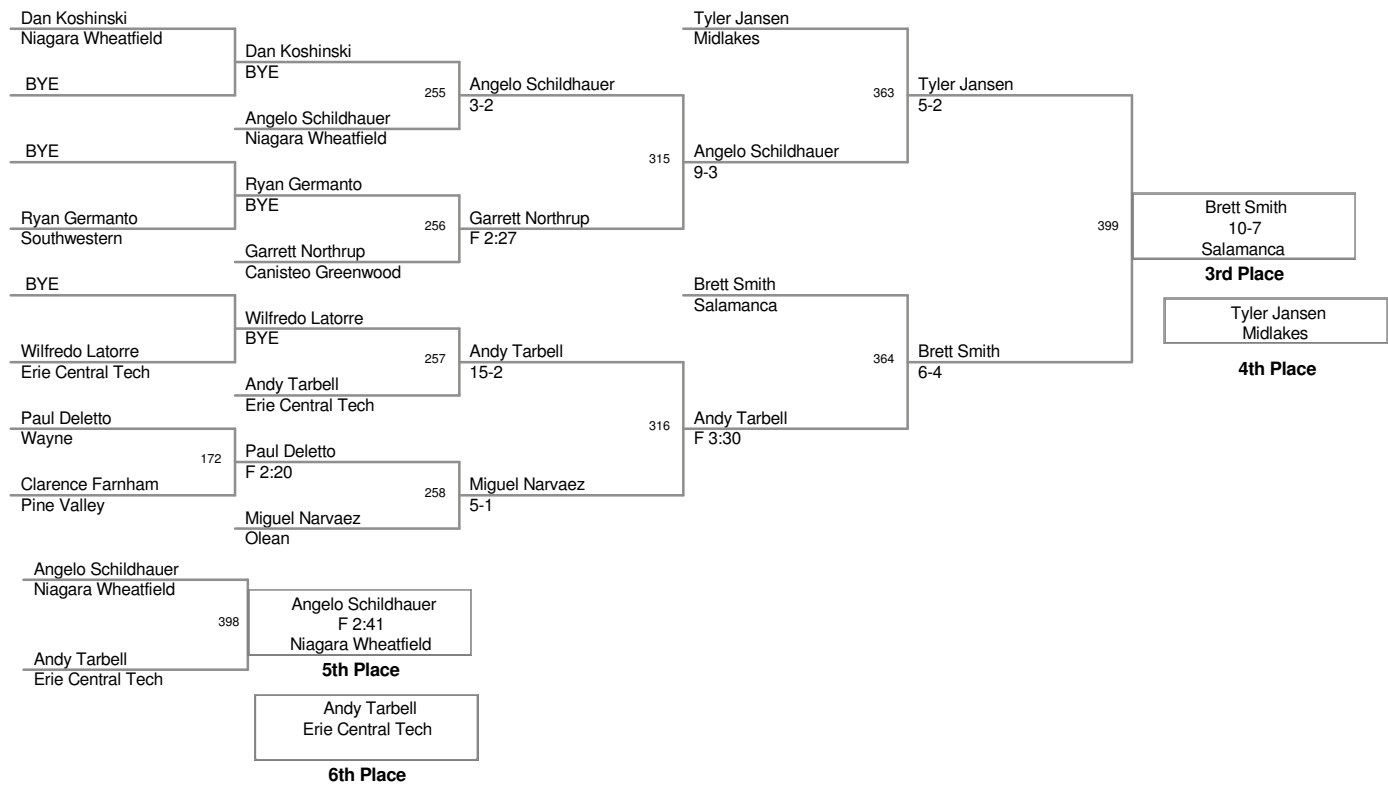 Dan Koshinski
Niagara Wheatfield
BYE
BYE
Ryan Germanto
Southwestern
BYE
Wilfredo Latorre
Erie Central Tech
Paul Deletto
Wayne
172
Clarence Farnham
Pine Valley
Dan Koshinski
BYE
255
Angelo Schildhauer
Niagara Wheatfield
Ryan Germanto
BYE
256
Garrett Northrup
Canisteo Greenwood
Wilfredo Latorre
BYE
257
Andy Tarbell
Erie Central Tech
Paul Deletto
F 2:20
258
Miguel Narvaez
Olean
Angelo Schildhauer
3-2
315
Garrett Northrup
F 2:27
Andy Tarbell
15-2
316
Miguel Narvaez
5-1
Tyler Jansen
Midlakes
363
Angelo Schildhauer
9-3
Brett Smith
Salamanca
364
Andy Tarbell
F 3:30
Tyler Jansen
5-2
399
Brett Smith
6-4
Brett Smith
10-7
Salamanca
3rd Place
Tyler Jansen
Midlakes
4th Place
Angelo Schildhauer
Niagara Wheatfield
398
Andy Tarbell
Erie Central Tech
Angelo Schildhauer
F 2:41
Niagara Wheatfield
5th Place
Andy Tarbell
Erie Central Tech
6th Place